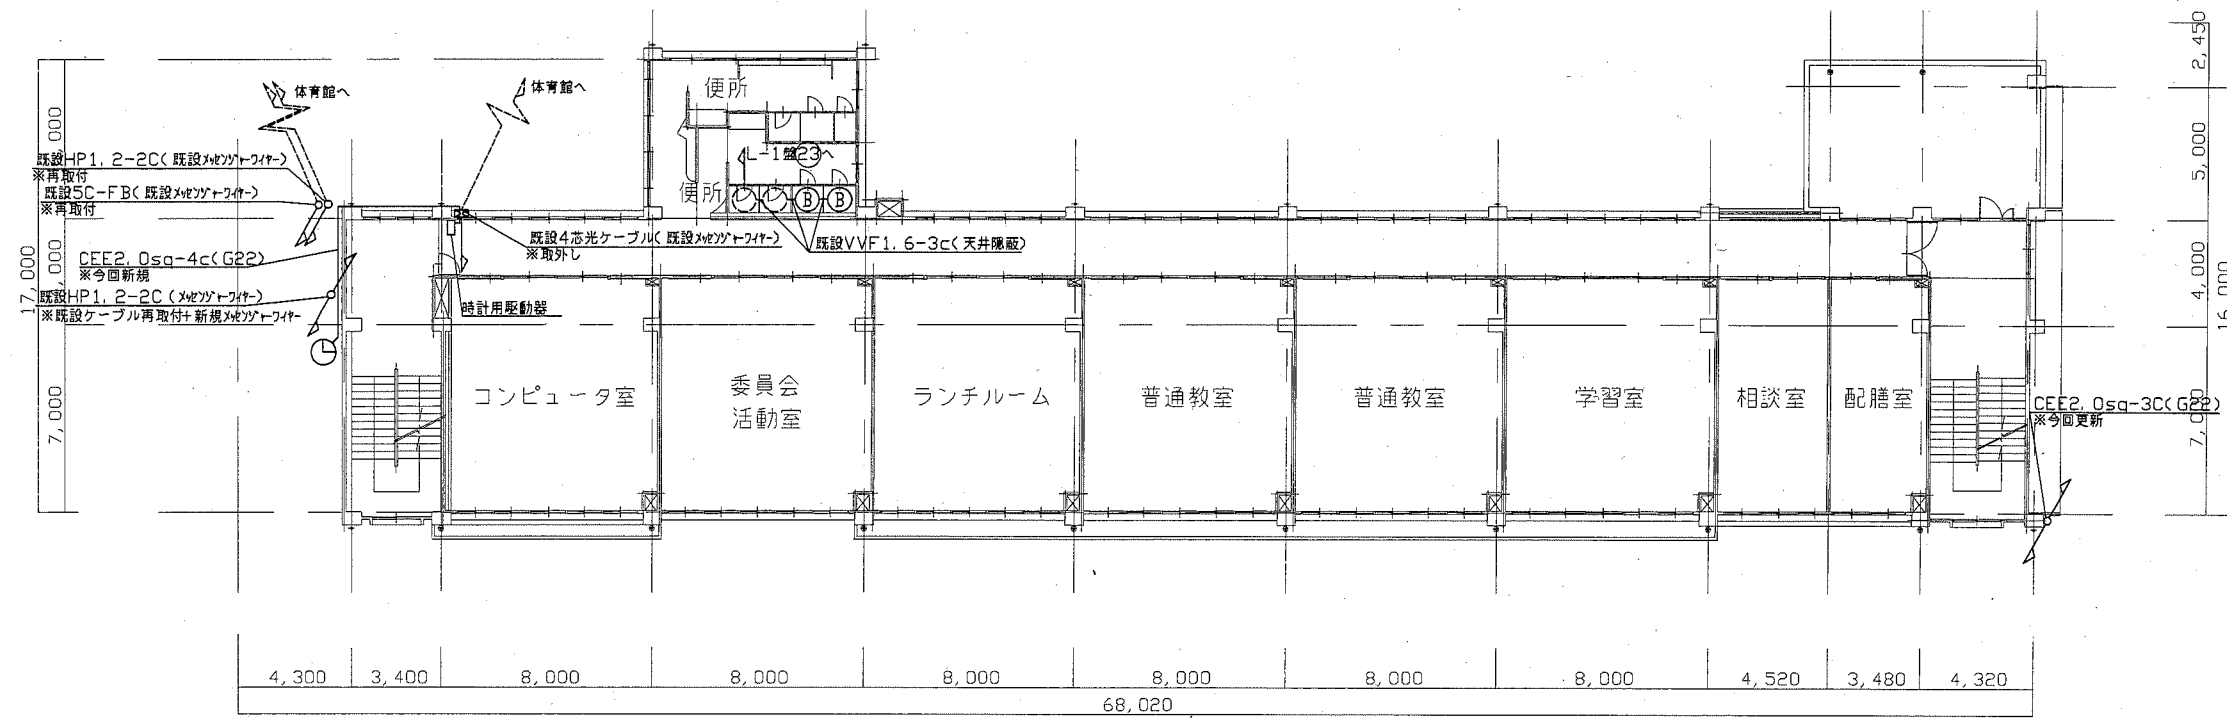 2,450
体育館へ
体育館へ
便所
5,000
L-1盤23へ
既設HP1.2-2C(既設メッセンジャーワイヤー)
※再取付
既設5C-FB(既設メッセンジャーワイヤー)
※再取付
便所
B
B
既設4芯光ケーブル(既設メッセンジャーワイヤー)
※取外し
既設VVF1.6-3c(天井隠蔽)
CEE2.0sq-4c(G22)
※今回新規
17,000
4,000
16,000
既設HP1.2-2C(メッセンジャーワイヤー)
※既設ケーブル再取付+新規メッセンジャーワイヤー
時計用駆動器
7,000
コンピュータ室
委員会
活動室
ランチルーム
普通教室
普通教室
学習室
相談室
配膳室
7,000
CEE2.0sq-3C(G22)
※今回更新
4,300
3,400
8,000
8,000
8,000
8,000
8,000
8,000
4,520
3,480
4,320
68,020